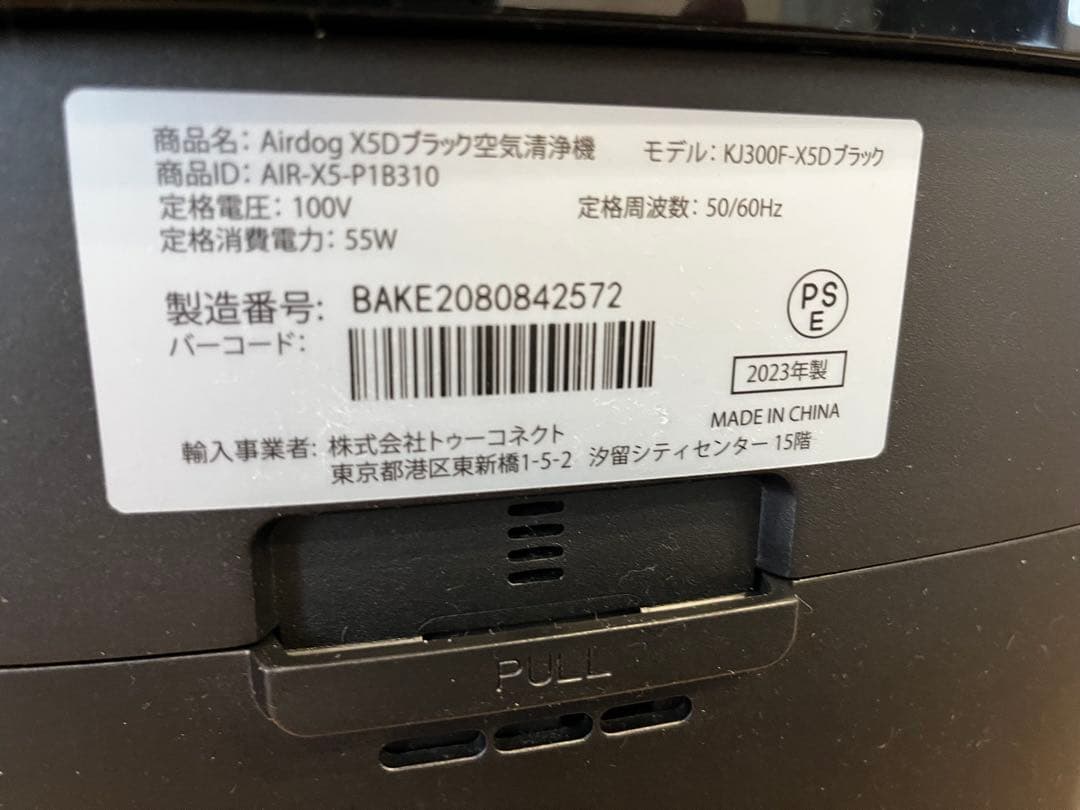 商品名: Airdog X5Dブラック空気清浄機 モデル: KJ300F-X5Dブラック
商品ID: AIR-X5-P1B310
定格電圧: 100V 定格周波数: 50/60Hz
定格消費電力: 55W
製造番号: BAKE2080842572
バーコード:
PS
E
2023年製
MADE IN CHINA
輸入事業者: 株式会社トゥーコネクト
東京都港区東新橋1-5-2 汐留シティセンター 15階
PULL